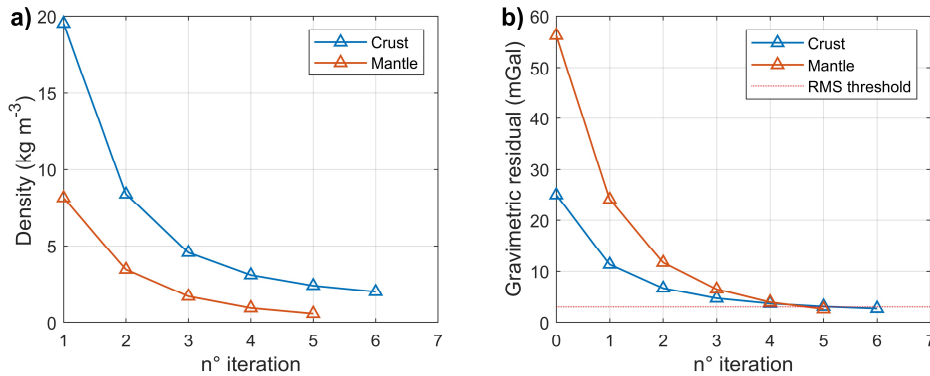 a)
20
15
10
5
0
1 2 3 4 5 6 7
Density (kg m-3)
n° iteration
Crust
Mantle
b)
60
50
40
30
20
10
0
0 1 2 3 4 5 6 7
Gravimetric residual (mGal)
n° iteration
Crust
Mantle
RMS threshold